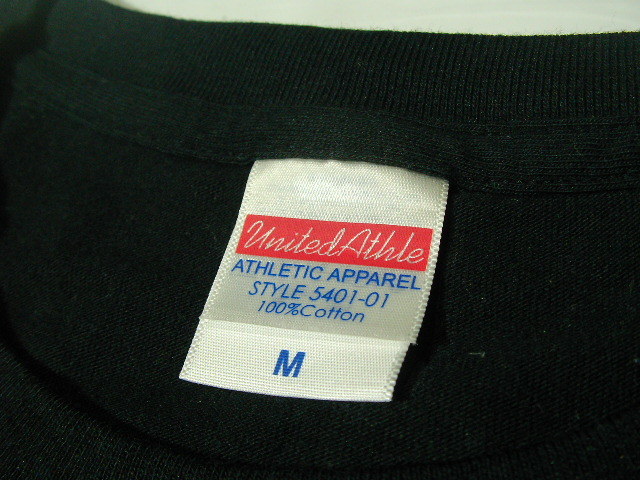 UnitedAthle
ATHLETIC APPAREL
STYLE 5401-01
100%Cotton
M